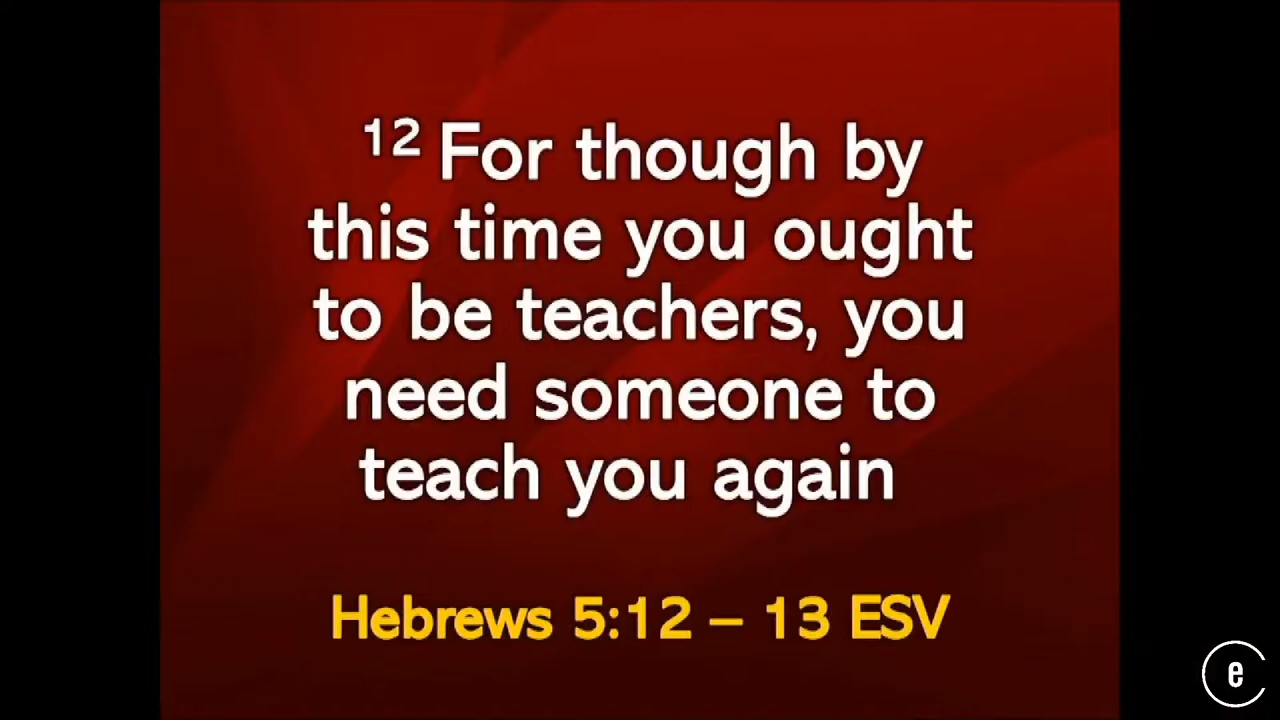 12 For though by
this time you ought
to be teachers, you
need someone to
teach you again
Hebrews 5:12 – 13 ESV
e